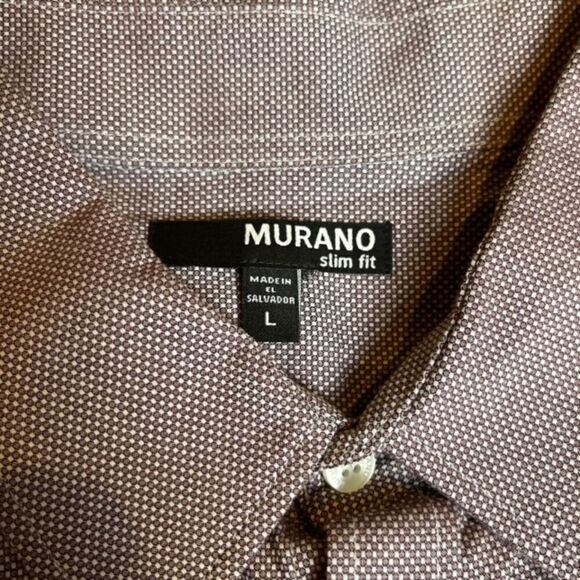 MURANO
slim fit
MADE IN
EL
SALVADOR
L